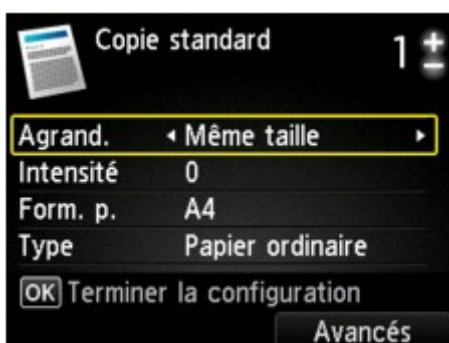 Copie standard 1 +-
Agrand. Même taille
Intensité 0
Form. p. A4
Type Papier ordinaire
OK Terminer la configuration
Avancés